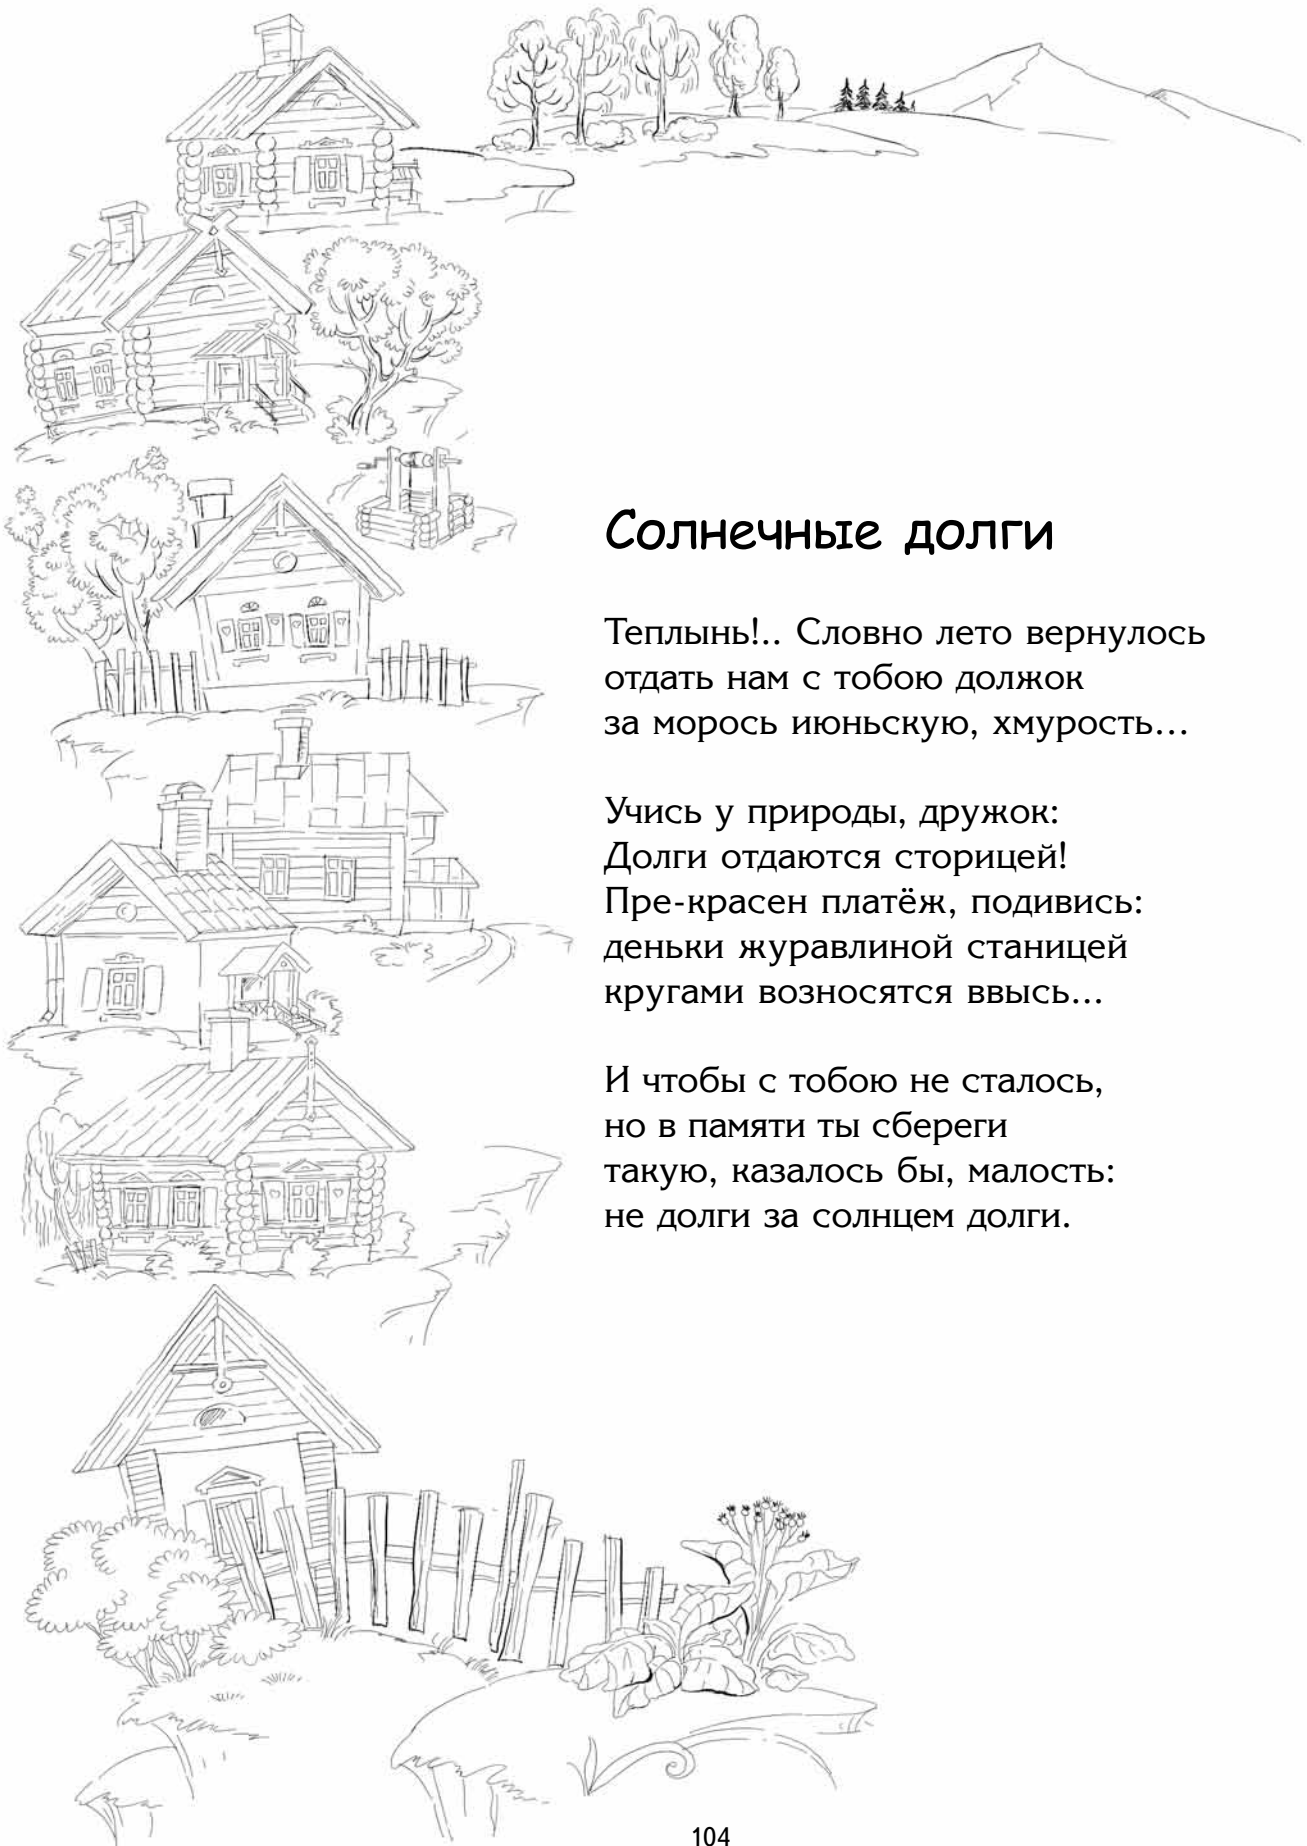 Солнечные долги
Теплынь!.. Словно лето вернулось
отдать нам с тобою должок
за морось июньскую, хмурость...
Учись у природы, дружок:
Долги отдаются сторицей!
Пре-красен платёж, подивись:
деньки журавлиной станицей
кругами возносятся ввысь...
И чтобы с тобою не сталось,
но в памяти ты сбереги
такую, казалось бы, малость:
не долги за солнцем долги.
104